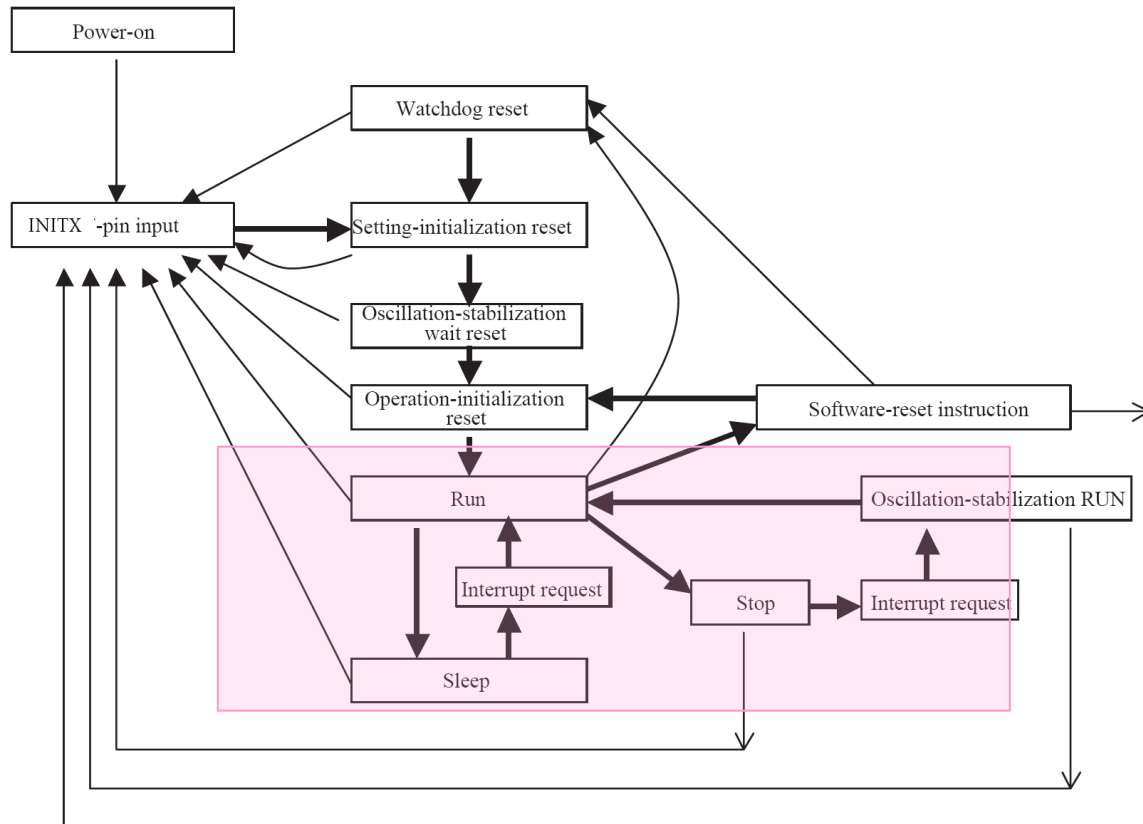 Power-on
Watchdog reset
INITX '-pin input
Setting-initialization reset
Oscillation-stabilization
wait reset
Operation-initialization
reset
Software-reset instruction
Run
Oscillation-stabilization RUN
Interrupt request
Stop
Interrupt request
Sleep